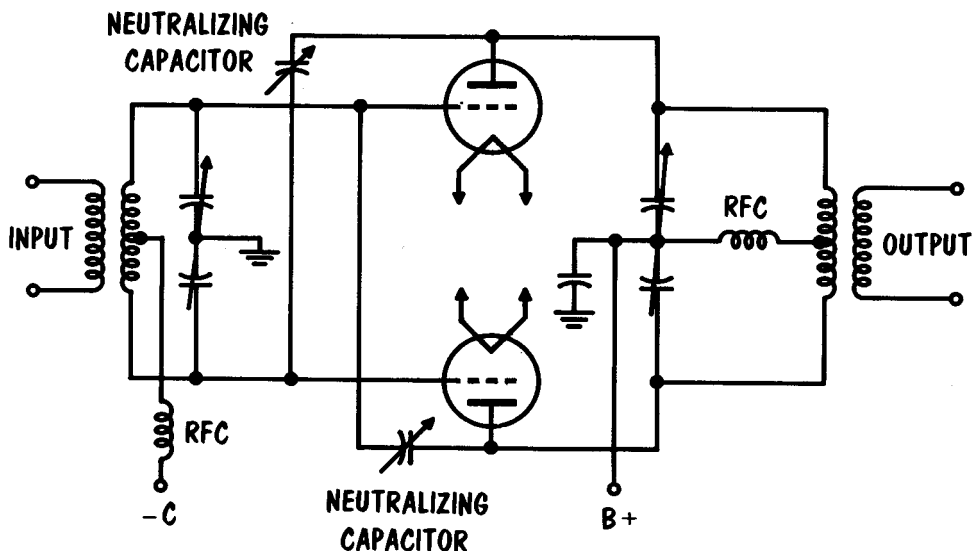 NEUTRALIZING
CAPACITOR
INPUT
RFC
OUTPUT
RFC
-C
NEUTRALIZING
CAPACITOR
B+